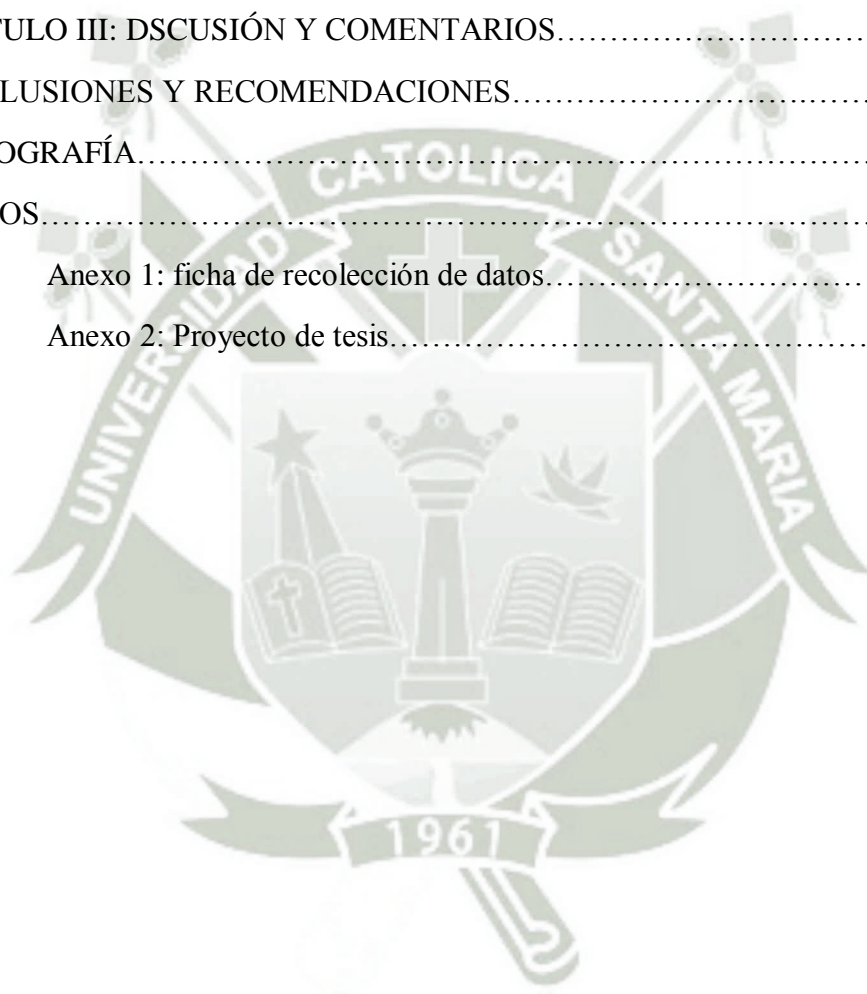 TULO III: DSCUSIÓN Y COMENTARIOS……………………………
LUSIONES Y RECOMENDACIONES……………………………
OGRAFÍA……………………………………………………………
OS……………………………………………………………………
Anexo 1: ficha de recolección de datos……………………………
Anexo 2: Proyecto de tesis…………………………………………
UNIVERSIDAD CATOLICA SANTA MARIA
1961